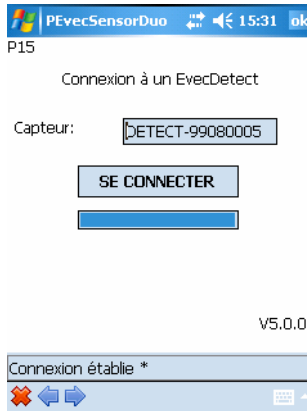 PEvecSensorDuo 15:31 ok
P15
Connexion à un EvecDetect
Capteur: DETECT-99080005
SE CONNECTER
V5.0.0
Connexion établie *